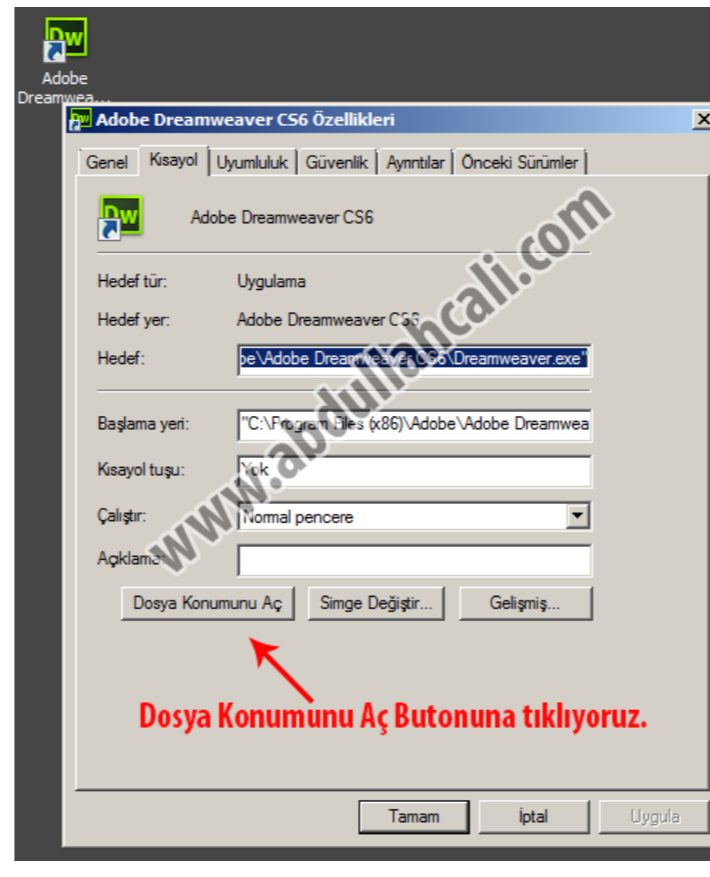 Dw
Adobe
Dreamwea...
Adobe Dreamweaver CS6 Özellikleri
Genel Kısayol Uyumluluk Güvenlik Ayrıntılar Önceki Sürümler
Dw Adobe Dreamweaver CS6
Hedef tür: Uygulama
Hedef yer: Adobe Dreamweaver CS6
Hedef: be\Adobe Dreamweaver CS6\Dreamweaver.exe"
Başlama yeri: "C:\Program Files (x86)\Adobe\Adobe Dreamwea
Kısayol tuşu: Yok
Çalıştır: Normal pencere
Açıklama:
Dosya Konumunu Aç Simge Değiştir... Gelişmiş...
www.abdullahcali.com
Dosya Konumunu Aç Butonuna tıklıyoruz.
Tamam İptal Uygula